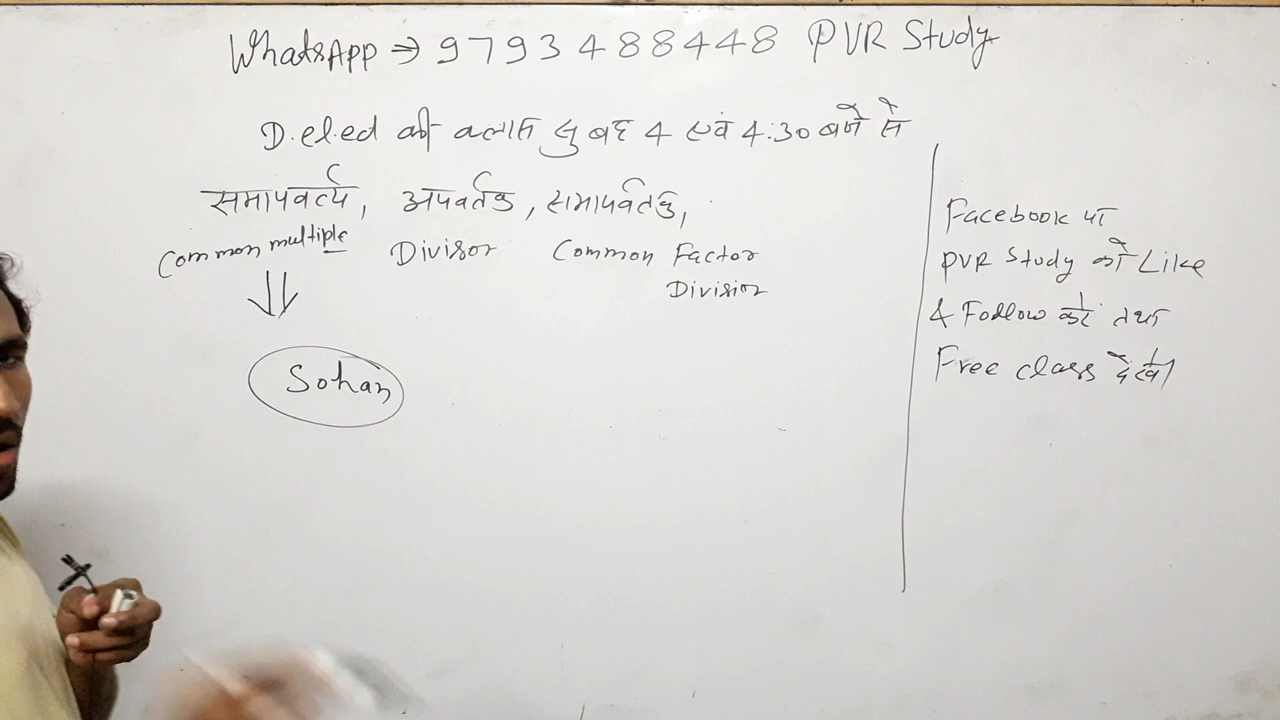 WhatsApp ⇒ 9793488448 PVR Study
D.el.ed की क्लास सुबह 4 एवं 4:30 बजे से
समापवर्त्य, अपवर्तक, समापवर्तक,
Common multiple Divisor Common Factor
Division
Sohan
Facebook पर
PVR Study को Like
& Follow करें तथा
Free class देखें।